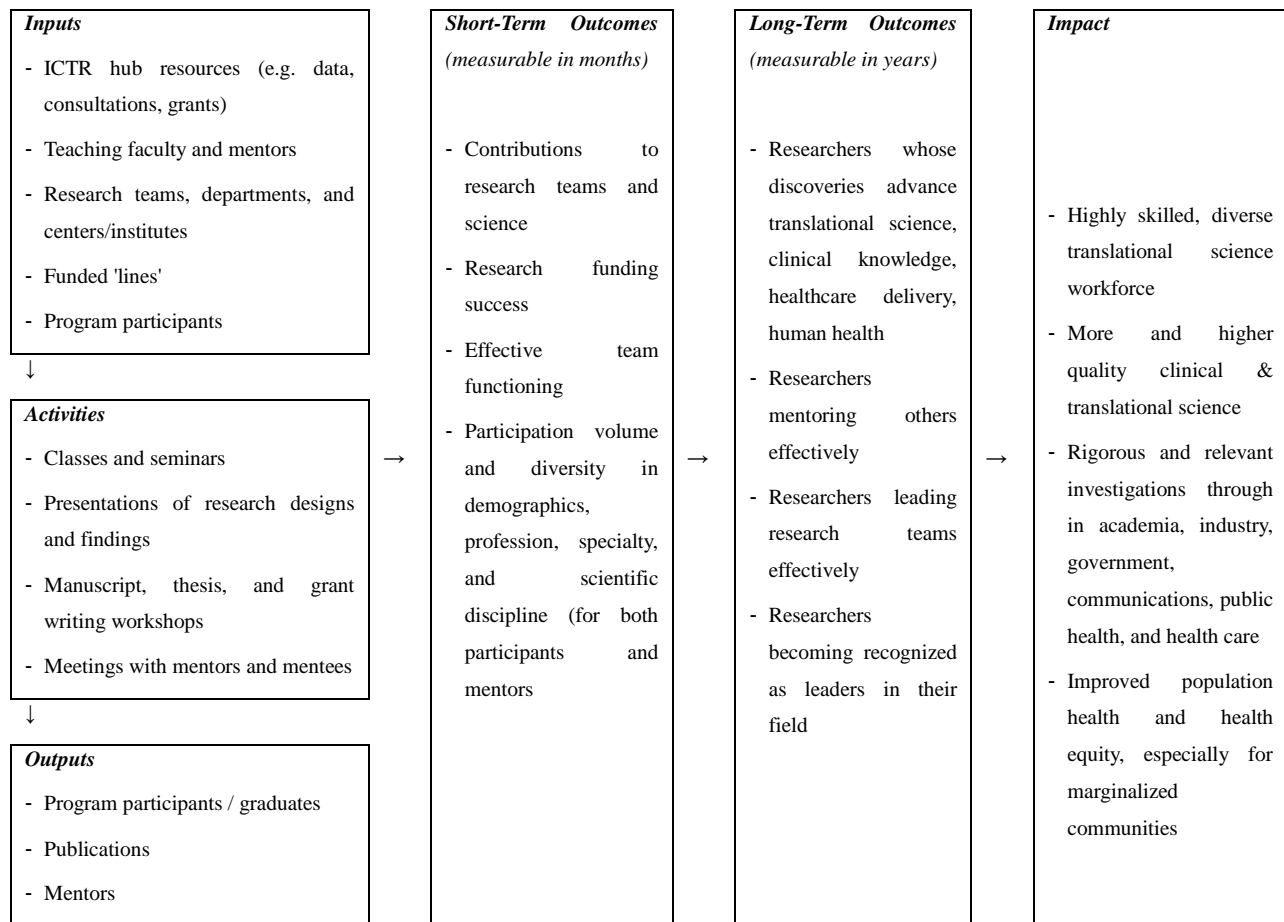 Inputs
- ICTR hub resources (e.g. data,
consultations, grants)
- Teaching faculty and mentors
- Research teams, departments, and
centers/institutes
- Funded 'lines'
- Program participants
↓
Activities
- Classes and seminars
- Presentations of research designs
and findings
- Manuscript, thesis, and grant
writing workshops
- Meetings with mentors and mentees
↓
Outputs
- Program participants / graduates
- Publications
- Mentors
→
Short-Term Outcomes
(measurable in months)
- Contributions to
research teams and
science
- Research funding
success
- Effective team
functioning
- Participation volume
and diversity in
demographics,
profession, specialty,
and scientific
discipline (for both
participants and
mentors
→
Long-Term Outcomes
(measurable in years)
- Researchers whose
discoveries advance
translational science,
clinical knowledge,
healthcare delivery,
human health
- Researchers
mentoring others
effectively
- Researchers leading
research teams
effectively
- Researchers
becoming recognized
as leaders in their
field
→
Impact
- Highly skilled, diverse
translational science
workforce
- More and higher
quality clinical &
translational science
- Rigorous and relevant
investigations through
in academia, industry,
government,
communications, public
health, and health care
- Improved population
health and health
equity, especially for
marginalized
communities